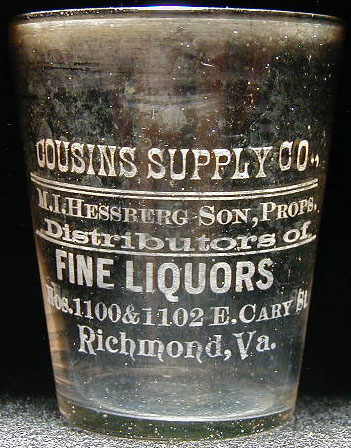 COUSINS SUPPLY CO.,
M.I. HESSBERG SON, PROPS.
Distributors of
FINE LIQUORS
Nos. 1100 & 1102 E. CARY St.
Richmond, Va.